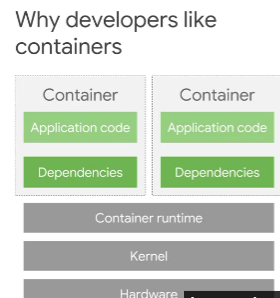 Why developers like
containers
Container
Container
Application code
Application code
Dependencies
Dependencies
Container runtime
Kernel
Hardware